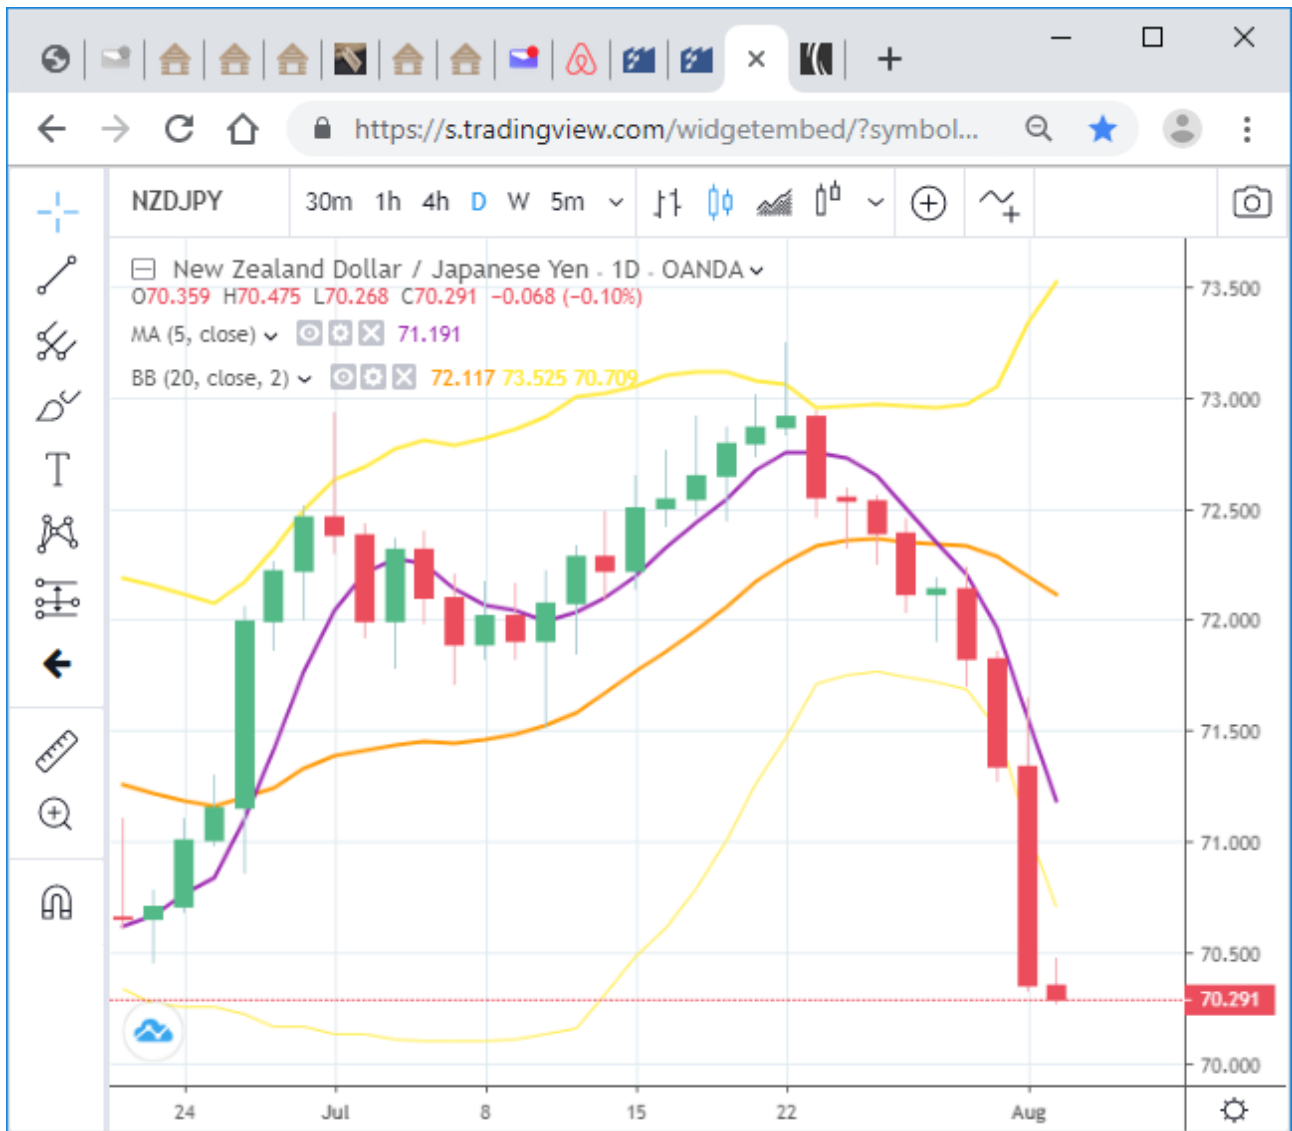 https://s.tradingview.com/widgetembed/?symbol...
NZDJPY 30m 1h 4h D W 5m
New Zealand Dollar / Japanese Yen - 1D - OANDA
O70.359 H70.475 L70.268 C70.291 −0.068 (−0.10%)
MA (5, close) 71.191
BB (20, close, 2) 72.117 73.525 70.709
73.500
73.000
72.500
72.000
71.500
71.000
70.500
70.291
70.000
24 Jul 8 15 22 Aug